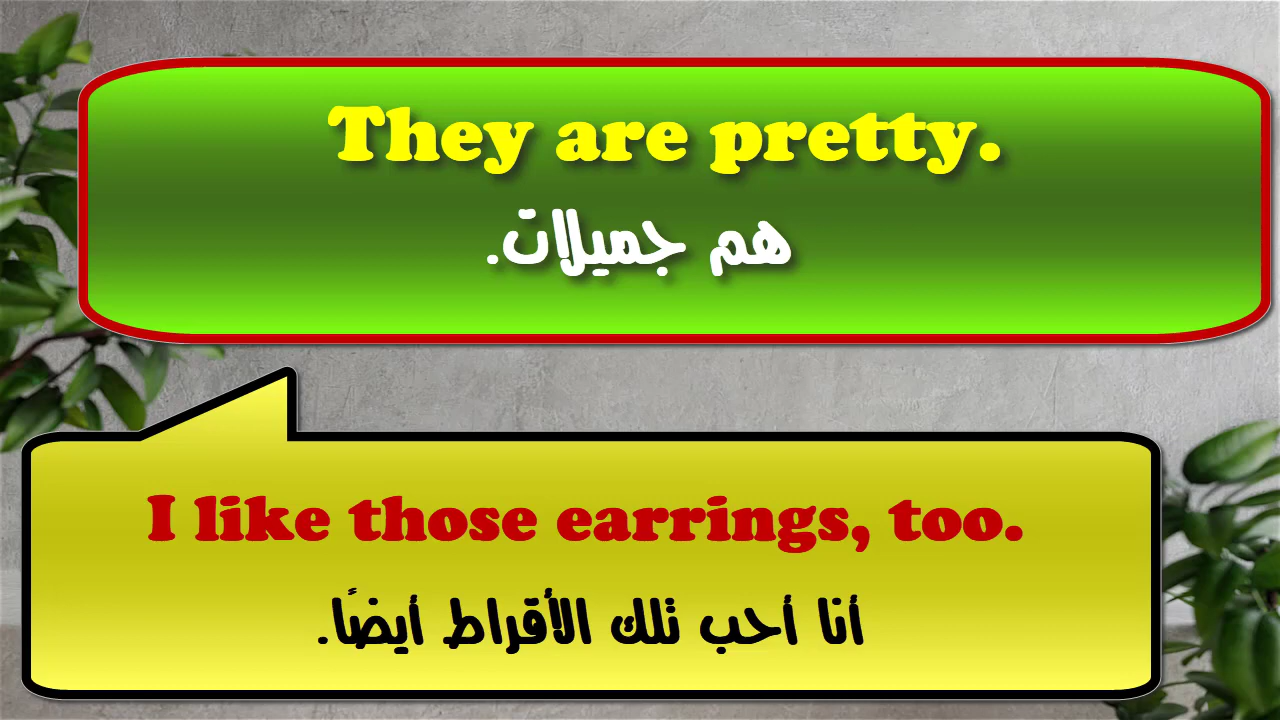 They are pretty.
هم جميلات.
I like those earrings, too.
أنا أحب تلك الأقراط أيضًا.